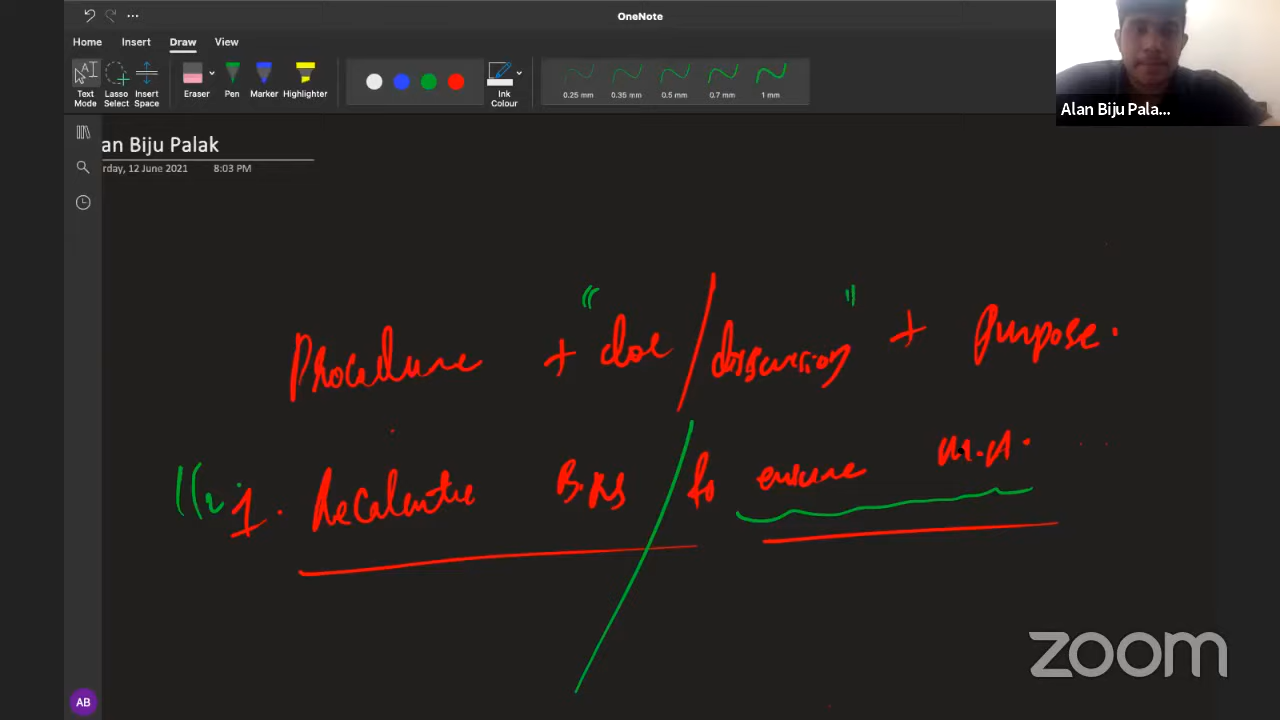 OneNote
Home Insert Draw View
Text Mode Lasso Select Insert Space Eraser Pen Marker Highlighter Ink Colour 0.25 mm 0.35 mm 0.5 mm 0.7 mm 1 mm
Alan Biju Pala...
an Biju Palak
rday, 12 June 2021 8:03 PM
Procedure + "doc / discussion" + purpose.
1. Recalculate BRS / to ensure M.A.
zoom
AB